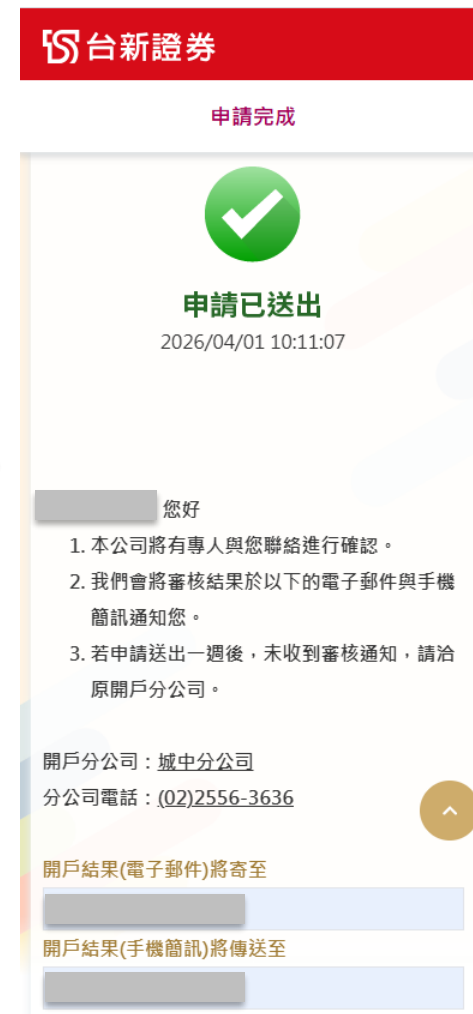 台新證券
申請完成
申請已送出
2026/04/01 10:11:07
您好
1. 本公司將有專人與您聯絡進行確認。
2. 我們會將審核結果於以下的電子郵件與手機
簡訊通知您。
3. 若申請送出一週後，未收到審核通知，請洽
原開戶分公司。
開戶分公司：城中分公司
分公司電話：(02)2556-3636
開戶結果(電子郵件)將寄至
開戶結果(手機簡訊)將傳送至